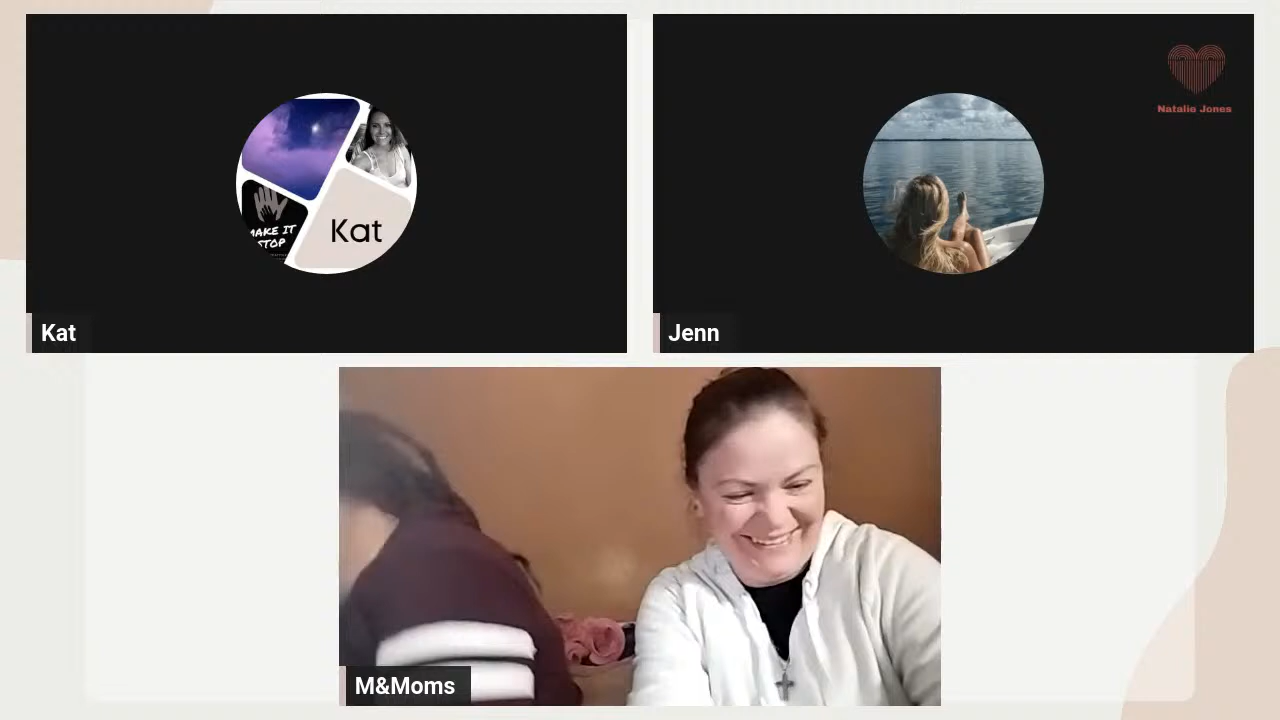 Natalie Jones
MAKE IT
STOP
Kat
Kat
Jenn
M&Moms